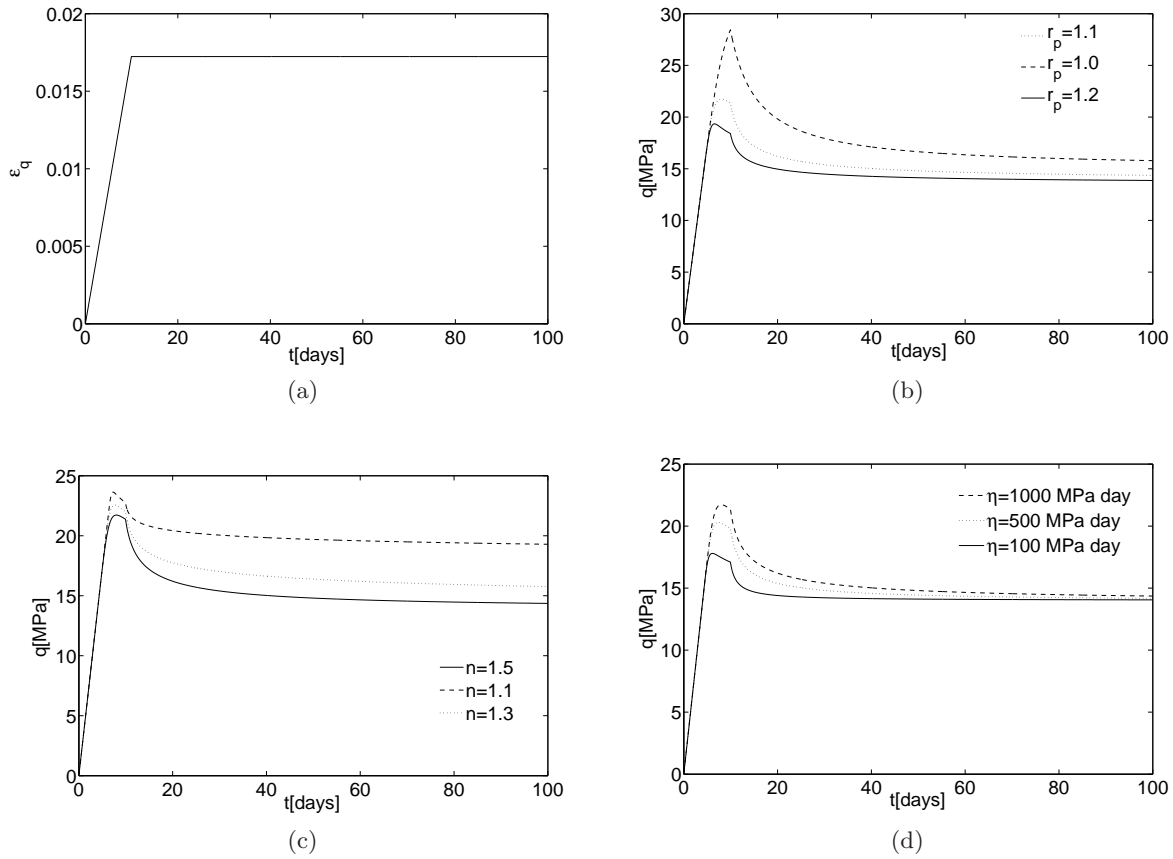 0.02
0.015
0.01
0.005
0
ε_q
0 20 40 60 80 100
t[days]
(a)
30
25
20
15
10
5
0
q[MPa]
r_p=1.1
r_p=1.0
r_p=1.2
0 20 40 60 80 100
t[days]
(b)
25
20
15
10
5
0
q[MPa]
n=1.5
n=1.1
n=1.3
0 20 40 60 80 100
t[days]
(c)
25
20
15
10
5
0
q[MPa]
η=1000 MPa day
η=500 MPa day
η=100 MPa day
0 20 40 60 80 100
t[days]
(d)